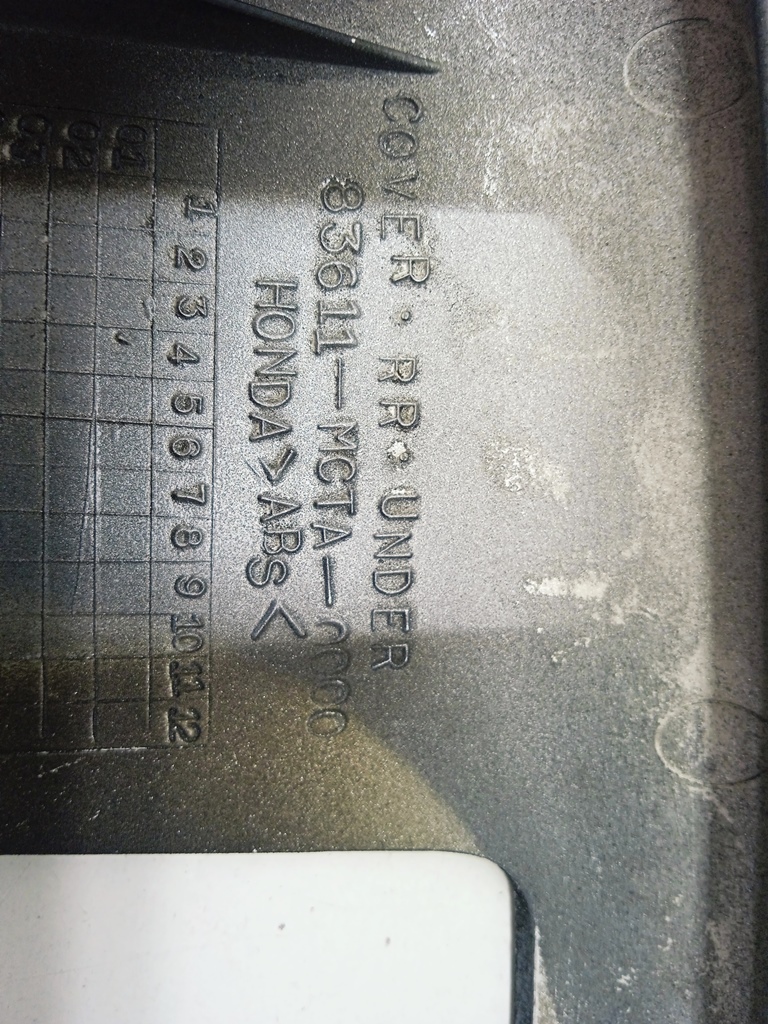 COVER・RR・UNDER
83611-MCTA-0000
HONDA >ABS<
1 2 3 4 5 6 7 8 9 10 11 12
01
02
03